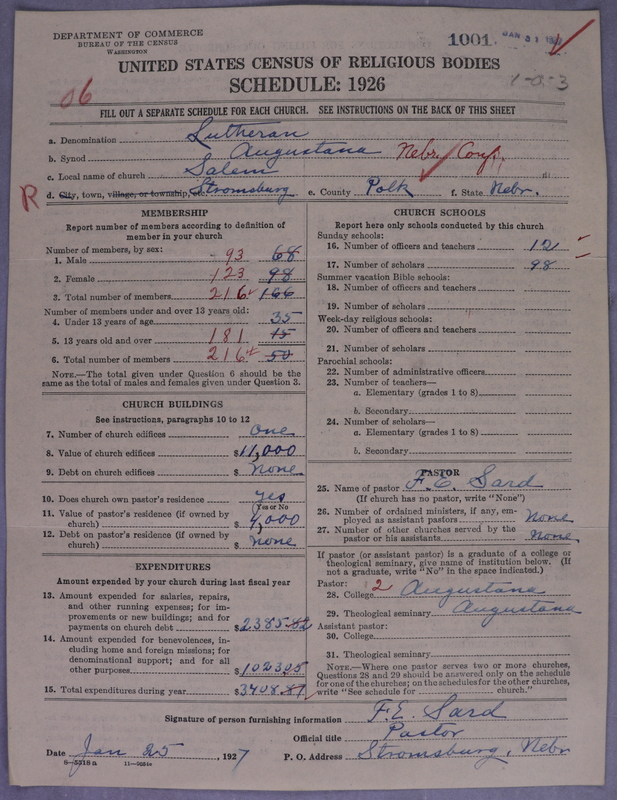 DEPARTMENT OF COMMERCE
BUREAU OF THE CENSUS
WASHINGTON
1001
JAN 31
UNITED STATES CENSUS OF RELIGIOUS BODIES
SCHEDULE: 1926
1-0-3
06
FILL OUT A SEPARATE SCHEDULE FOR EACH CHURCH. SEE INSTRUCTIONS ON THE BACK OF THIS SHEET
a. Denomination Lutheran
b. Synod Augustana Nebr. Conf.
c. Local name of church Salem
R d. City, town, village, or township, etc. Stromsburg e. County Polk f. State Nebr.
MEMBERSHIP
Report number of members according to definition of
member in your church
Number of members, by sex:
1. Male 93 68
2. Female 123 98
3. Total number of members 216 166
Number of members under and over 13 years old:
4. Under 13 years of age 35
5. 13 years old and over 181 15
6. Total number of members 216 50
NOTE.—The total given under Question 6 should be the
same as the total of males and females given under Question 3.
CHURCH BUILDINGS
See instructions, paragraphs 10 to 12
7. Number of church edifices One
8. Value of church edifices $11,000
9. Debt on church edifices $ None
10. Does church own pastor's residence Yes
(Yes or No
11. Value of pastor's residence (if owned by
church) $ 4,000
12. Debt on pastor's residence (if owned by
church) $ None
EXPENDITURES
Amount expended by your church during last fiscal year
13. Amount expended for salaries, repairs,
and other running expenses; for im-
provements or new buildings; and for
payments on church debt $2385.82
14. Amount expended for benevolences, in-
cluding home and foreign missions; for
denominational support; and for all
other purposes $102305
15. Total expenditures during year $3408.87
CHURCH SCHOOLS
Report here only schools conducted by this church
Sunday schools:
16. Number of officers and teachers 12
17. Number of scholars 98
Summer vacation Bible schools:
18. Number of officers and teachers
19. Number of scholars
Week-day religious schools:
20. Number of officers and teachers
21. Number of scholars
Parochial schools:
22. Number of administrative officers
23. Number of teachers—
a. Elementary (grades 1 to 8)
b. Secondary
24. Number of scholars—
a. Elementary (grades 1 to 8)
b. Secondary
PASTOR
25. Name of pastor F. E. Sard
(If church has no pastor, write "None")
26. Number of ordained ministers, if any, em-
ployed as assistant pastors None
27. Number of other churches served by the
pastor or his assistants None
If pastor (or assistant pastor) is a graduate of a college or
theological seminary, give name of institution below. (If
not a graduate, write "No" in the space indicated.)
Pastor:
28. College 2 Augustana
29. Theological seminary Augustana
Assistant pastor:
30. College
31. Theological seminary
NOTE.—Where one pastor serves two or more churches,
Questions 28 and 29 should be answered only on the schedule
for one of the churches; on the schedules for the other churches,
write "See schedule for church."
Signature of person furnishing information F. E. Sard
Official title Pastor
Date Jan 25, 1927 P. O. Address Stromsburg, Nebr
8-5318a